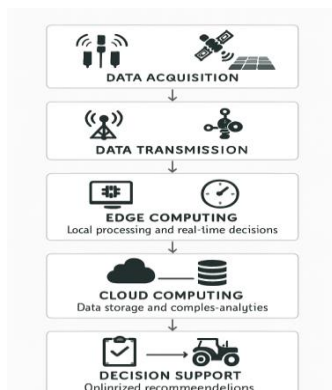 DATA ACQUISITION
DATA TRANSMISSION
EDGE COMPUTING
Local processing and real-time decisions
CLOUD COMPUTING
Data storage and comples-analyties
DECISION SUPPORT
Onlinrized recommeendelions